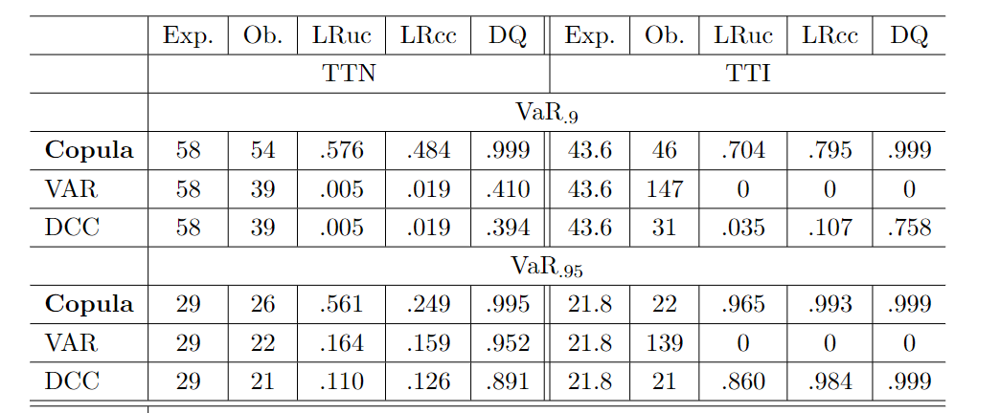 Exp. Ob. LRuc LRcc DQ Exp. Ob. LRuc LRcc DQ
TTN TTI
VaR.9
Copula 58 54 .576 .484 .999 43.6 46 .704 .795 .999
VAR 58 39 .005 .019 .410 43.6 147 0 0 0
DCC 58 39 .005 .019 .394 43.6 31 .035 .107 .758
VaR.95
Copula 29 26 .561 .249 .995 21.8 22 .965 .993 .999
VAR 29 22 .164 .159 .952 21.8 139 0 0 0
DCC 29 21 .110 .126 .891 21.8 21 .860 .984 .999